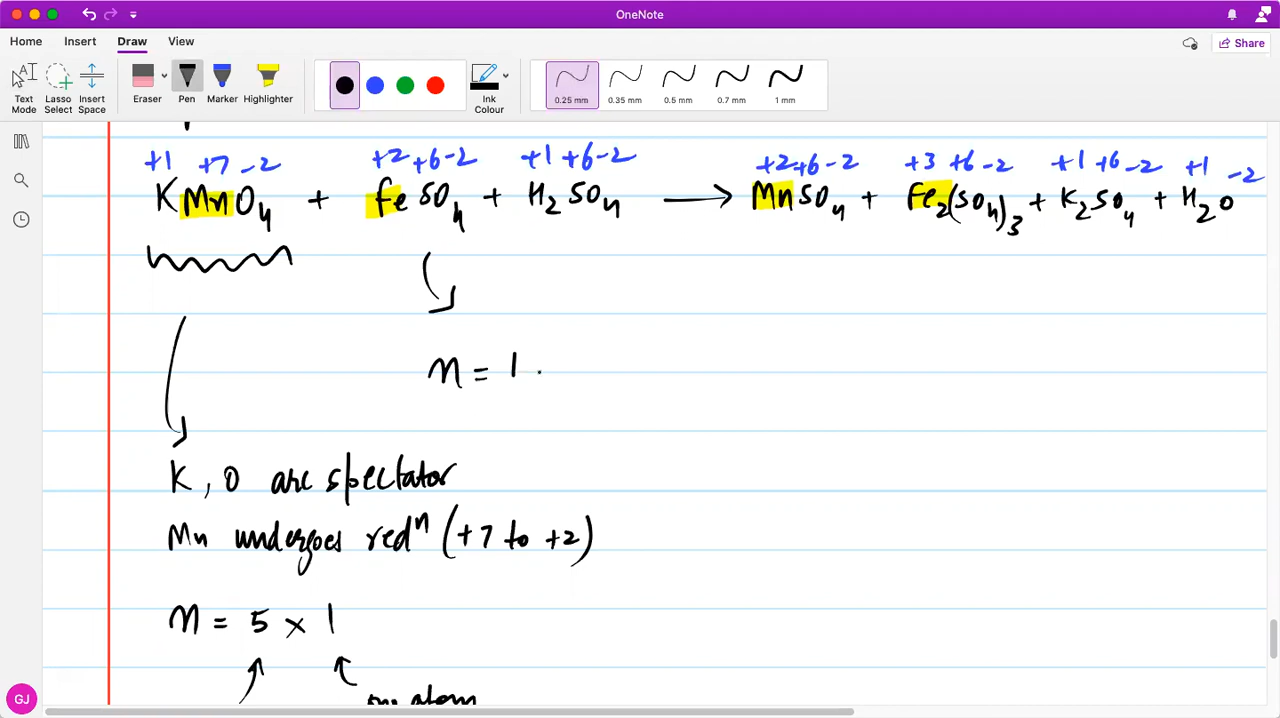 OneNote
Home Insert Draw View
Share
Text Mode
Lasso Select
Insert Space
Eraser
Pen
Marker
Highlighter
Ink Colour
0.25 mm
0.35 mm
0.5 mm
0.7 mm
1 mm
+1 +7 -2 +2 +6 -2 +1 +6 -2 +2 +6 -2 +3 +6 -2 +1 +6 -2 +1 -2
KMnO4 + FeSO4 + H2SO4 → MnSO4 + Fe2(SO4)3 + K2SO4 + H2O
n = 1
K, O are spectator
Mn undergoes redⁿ (+7 to +2)
n = 5 × 1
atom
GJ